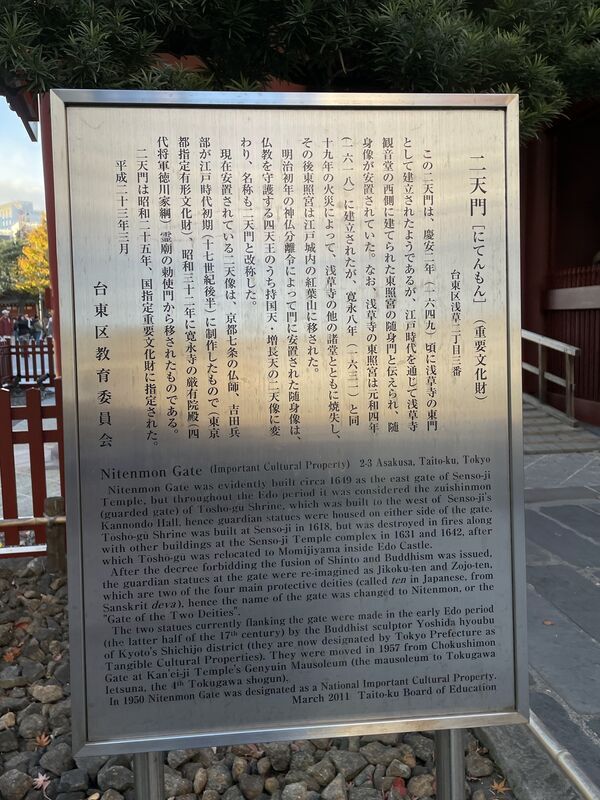 二天門［にてんもん］（重要文化財）
台東区浅草二丁目三番
この二天門は、慶安二年（一六四九）頃に浅草寺の東門
として建立されたようであるが、江戸時代を通じて浅草寺
観音堂の西側に建てられた東照宮の随身門と伝えられ、随
身像が安置されていた。なお、浅草寺の東照宮は元和四年
（一六一八）に建立されたが、寛永八年（一六三一）と同
十九年の火災によって、浅草寺の他の諸堂とともに焼失し、
その後東照宮は江戸城内の紅葉山に移された。
明治初年の神仏分離令によって門に安置された随身像は、
仏教を守護する四天王のうち持国天・増長天の二天像に変
わり、名称も二天門と改称した。
現在安置されている二天像は、京都七条の仏師　吉田兵
部が江戸時代初期（十七世紀後半）に制作したもので（東京
都指定有形文化財）、昭和三十二年に寛永寺の厳有院殿（四
代将軍徳川家綱）霊廟の勅使門から移されたものである。
二天門は昭和二十五年、国指定重要文化財に指定された。
平成二十三年三月
台東区教育委員会
Nitenmon Gate (Important Cultural Property) 2-3 Asakusa, Taito-ku, Tokyo
Nitenmon Gate was evidently built circa 1649 as the east gate of Senso-ji
Temple, but throughout the Edo period it was considered the zuishinmon
(guarded gate) of Tosho-gu Shrine, which was built to the west of Senso-ji's
Kannondo Hall, hence guardian statues were housed on either side of the gate.
Tosho-gu Shrine was built at Senso-ji in 1618, but was destroyed in fires along
with other buildings at the Senso-ji Temple complex in 1631 and 1642, after
which Tosho-gu was relocated to Momijiyama inside Edo Castle.
After the decree forbidding the fusion of Shinto and Buddhism was issued,
the guardian statues at the gate were re-imagined as Jikoku-ten and Zojo-ten,
which are two of the four main protective deities (called ten in Japanese, from
Sanskrit deva), hence the name of the gate was changed to Nitenmon, or the
"Gate of the Two Deities".
The two statues currently flanking the gate were made in the early Edo period
(the latter half of the 17th century) by the Buddhist sculptor Yoshida hyoubu
of Kyoto's Shichijo district (they are now designated by Tokyo Prefecture as
Tangible Cultural Properties). They were moved in 1957 from Chokushimon
Gate at Kan'ei-ji Temple's Genyuin Mausoleum (the mausoleum to Tokugawa
Ietsuna, the 4th Tokugawa shogun).
In 1950 Nitenmon Gate was designated as a National Important Cultural Property.
March 2011 Taito-ku Board of Education